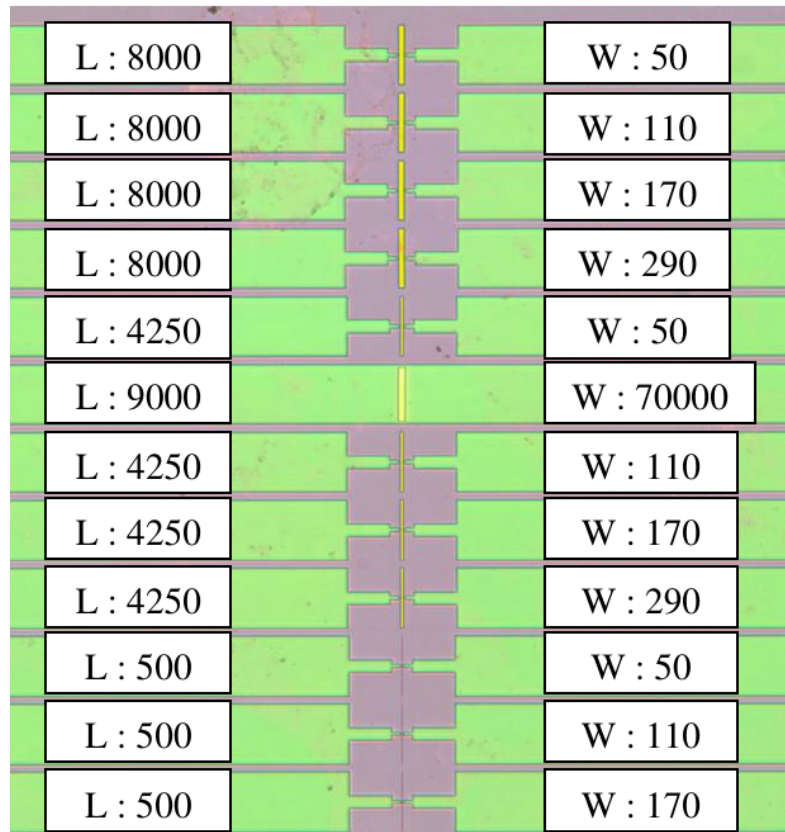 L : 8000 W : 50
L : 8000 W : 110
L : 8000 W : 170
L : 8000 W : 290
L : 4250 W : 50
L : 9000 W : 70000
L : 4250 W : 110
L : 4250 W : 170
L : 4250 W : 290
L : 500 W : 50
L : 500 W : 110
L : 500 W : 170